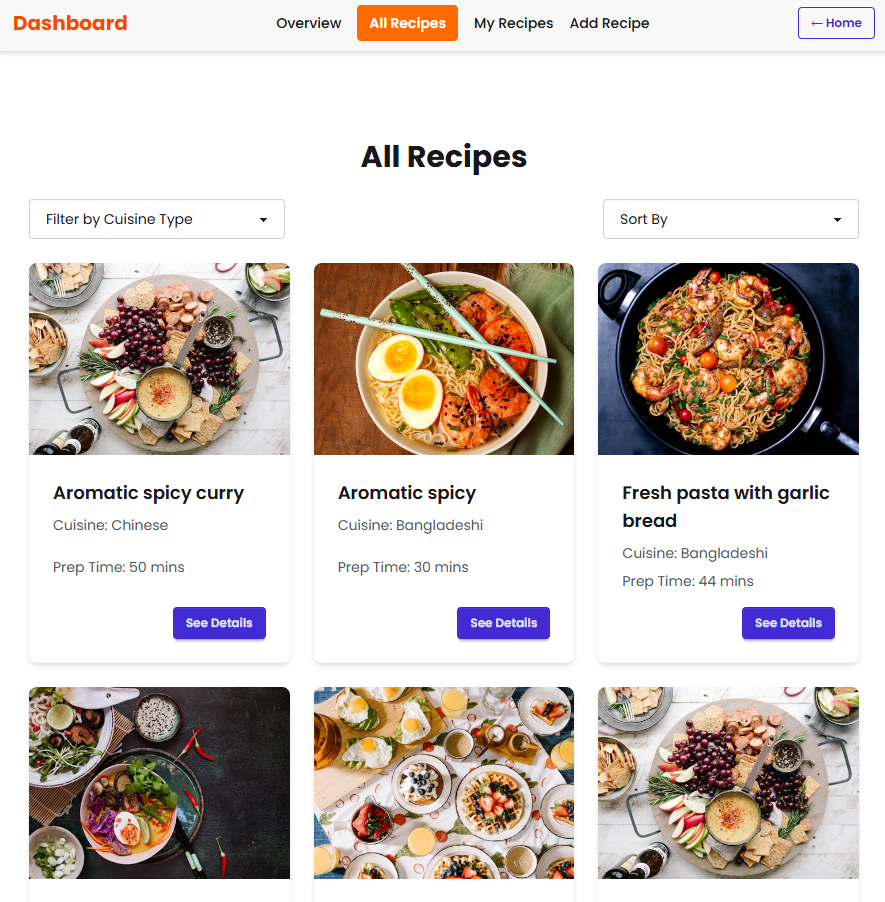 Dashboard
Overview
All Recipes
My Recipes
Add Recipe
← Home
All Recipes
Filter by Cuisine Type
Sort By
Aromatic spicy curry
Cuisine: Chinese
Prep Time: 50 mins
See Details
Aromatic spicy
Cuisine: Bangladeshi
Prep Time: 30 mins
See Details
Fresh pasta with garlic
bread
Cuisine: Bangladeshi
Prep Time: 44 mins
See Details